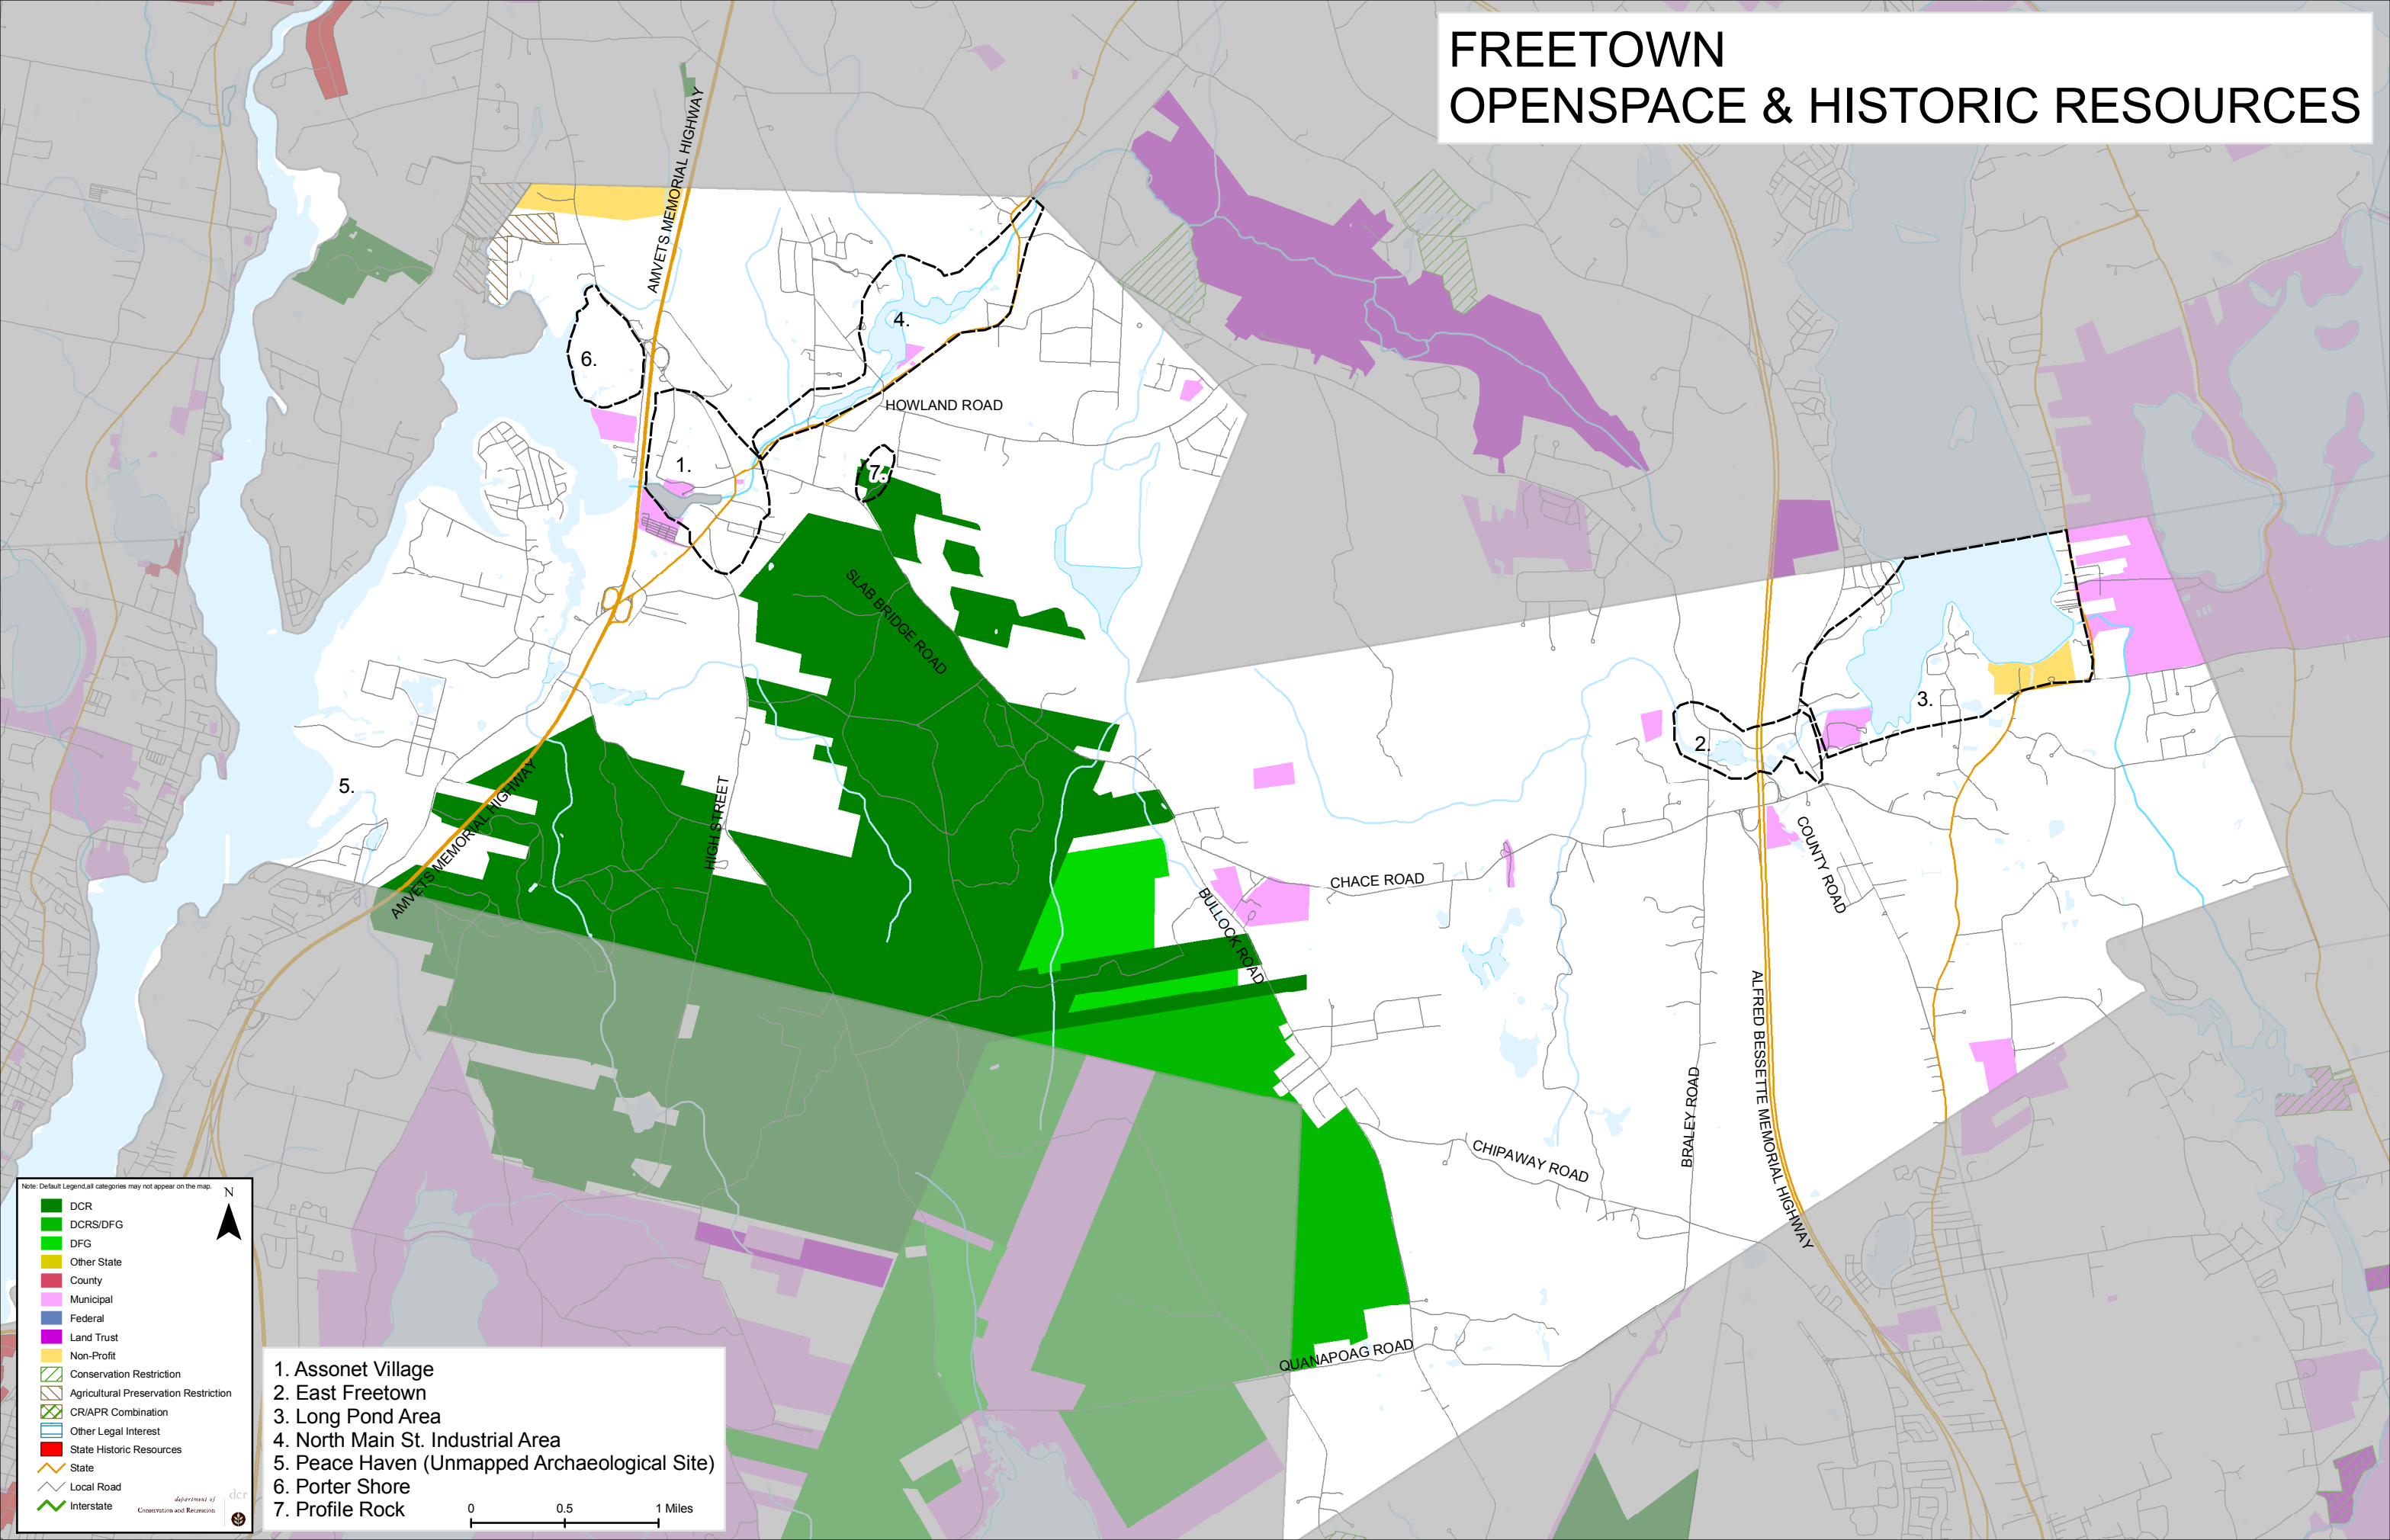 FREETOWN
OPENSPACE & HISTORIC RESOURCES
AMVETS MEMORIAL HIGHWAY
4.
6.
HOWLAND ROAD
1.
7.
SLAB BRIDGE ROAD
3.
2.
5.
AMVETS MEMORIAL HIGHWAY
HIGH STREET
COUNTY ROAD
CHACE ROAD
BULLOCK ROAD
ALFRED BESSETTE MEMORIAL HIGHWAY
BRALEY ROAD
CHIPAWAY ROAD
QUANAPOAG ROAD
Note: Default Legend,all categories may not appear on the map.
N
DCR
DCRS/DFG
DFG
Other State
County
Municipal
Federal
Land Trust
Non-Profit
Conservation Restriction
Agricultural Preservation Restriction
CR/APR Combination
Other Legal Interest
State Historic Resources
State
Local Road
Interstate
department of
Conservation and Recreation
dcr
1. Assonet Village
2. East Freetown
3. Long Pond Area
4. North Main St. Industrial Area
5. Peace Haven (Unmapped Archaeological Site)
6. Porter Shore
7. Profile Rock
0 0.5 1 Miles